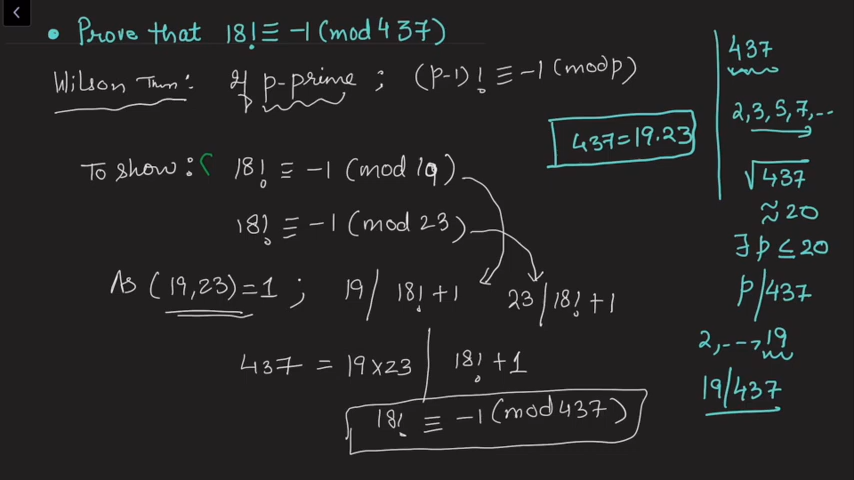 • Prove that 18! ≡ -1 (mod 437)
Wilson Thm: If p-prime ; (p-1)! ≡ -1 (mod p)
437 = 19.23
To show: ( 18! ≡ -1 (mod 19)
18! ≡ -1 (mod 23)
As (19,23) = 1 ; 19 / 18! + 1 23 / 18! + 1
437 = 19 x 23 | 18! + 1
18! ≡ -1 (mod 437)
437
2, 3, 5, 7, ...
√437
≈ 20
∃ p ≤ 20
p / 437
2, ---> 19
19 / 437